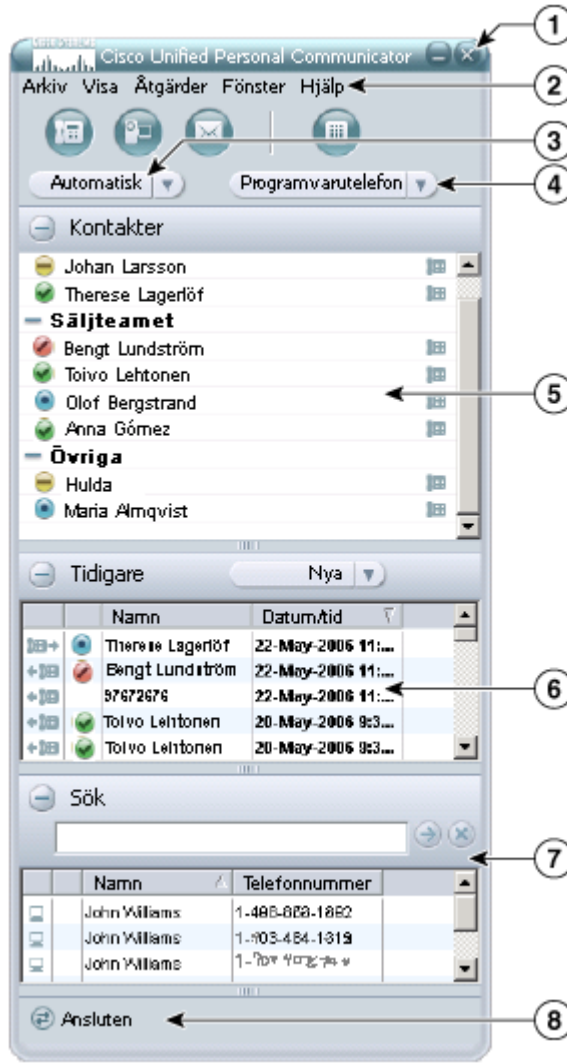 Cisco Unified Personal Communicator
1
Arkiv Visa Åtgärder Fönster Hjälp
2
3
Automatisk
Programvarutelefon
4
Kontakter
Johan Larsson
Therese Lagerlöf
Säljteamet
Bengt Lundström
Toivo Lehtonen
5
Olof Bergstrand
Anna Gómez
Övriga
Hulda
Maria Almqvist
Tidigare
Nya
Namn Datum/tid
Therese Lagerlöf 22-May-2006 11:...
Bengt Lundström 22-May-2006 11:...
97672676 22-May-2006 11:...
6
Toivo Lehtonen 20-May-2006 9:3...
Toivo Lehtonen 20-May-2006 9:3...
Sök
7
Namn Telefonnummer
John Williams
John Williams
John Williams
Ansluten
8